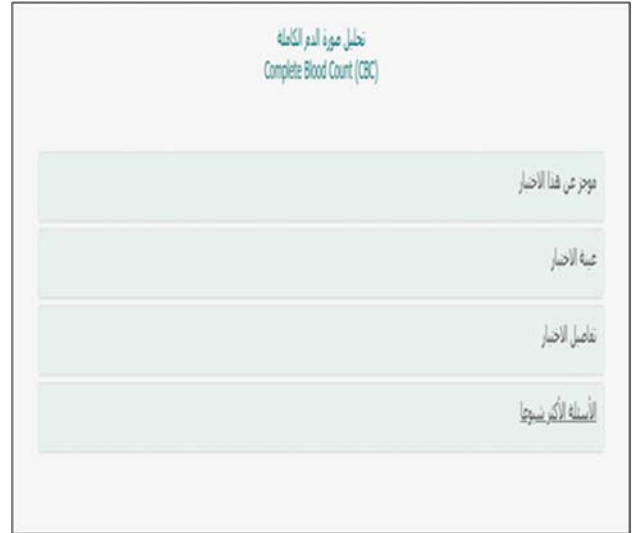 تحليل صورة الدم الكاملة
Complete Blood Count (CBC)
موجز عن هذا الاختبار
عينة الاختبار
تفاصيل الاختبار
الأسئلة الأكثر شيوعا